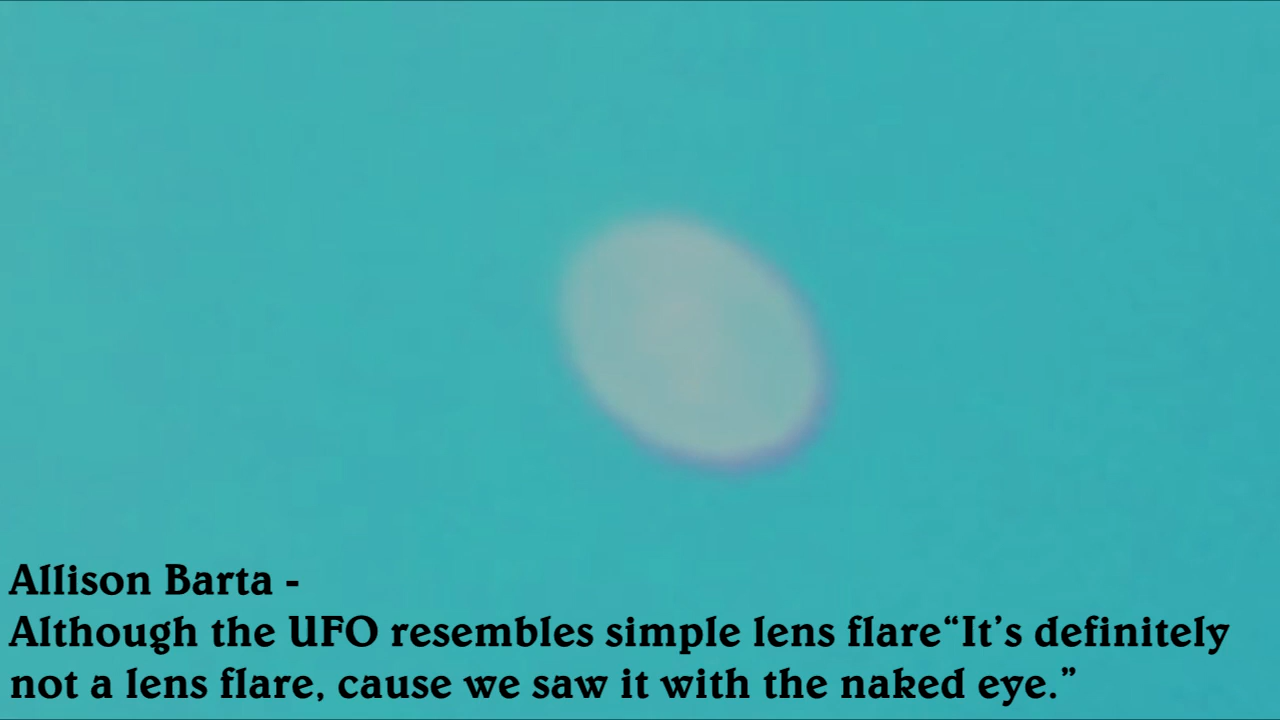 Allison Barta -
Although the UFO resembles simple lens flare“It’s definitely
not a lens flare, cause we saw it with the naked eye.”